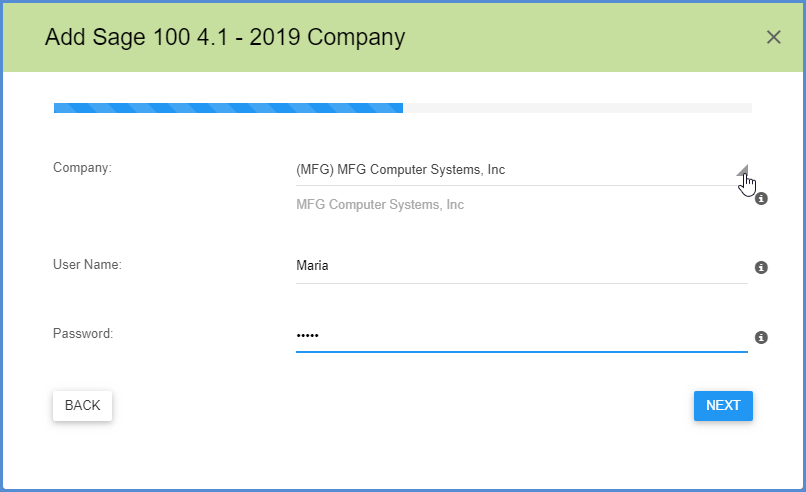 Add Sage 100 4.1 - 2019 Company
Company:
(MFG) MFG Computer Systems, Inc
MFG Computer Systems, Inc
User Name:
Maria
Password:
•••••
BACK
NEXT